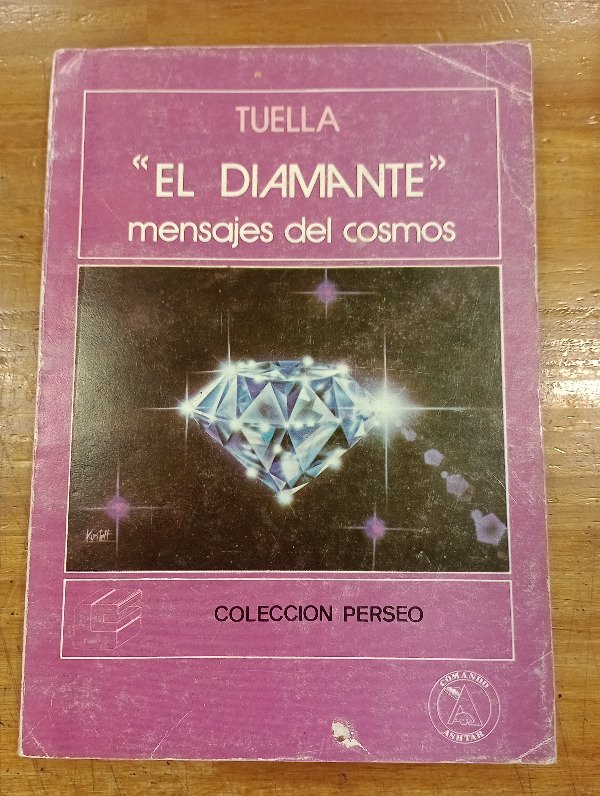 TUELLA
"EL DIAMANTE"
mensajes del cosmos
COLECCION PERSEO
COMANDO
ASHTAR